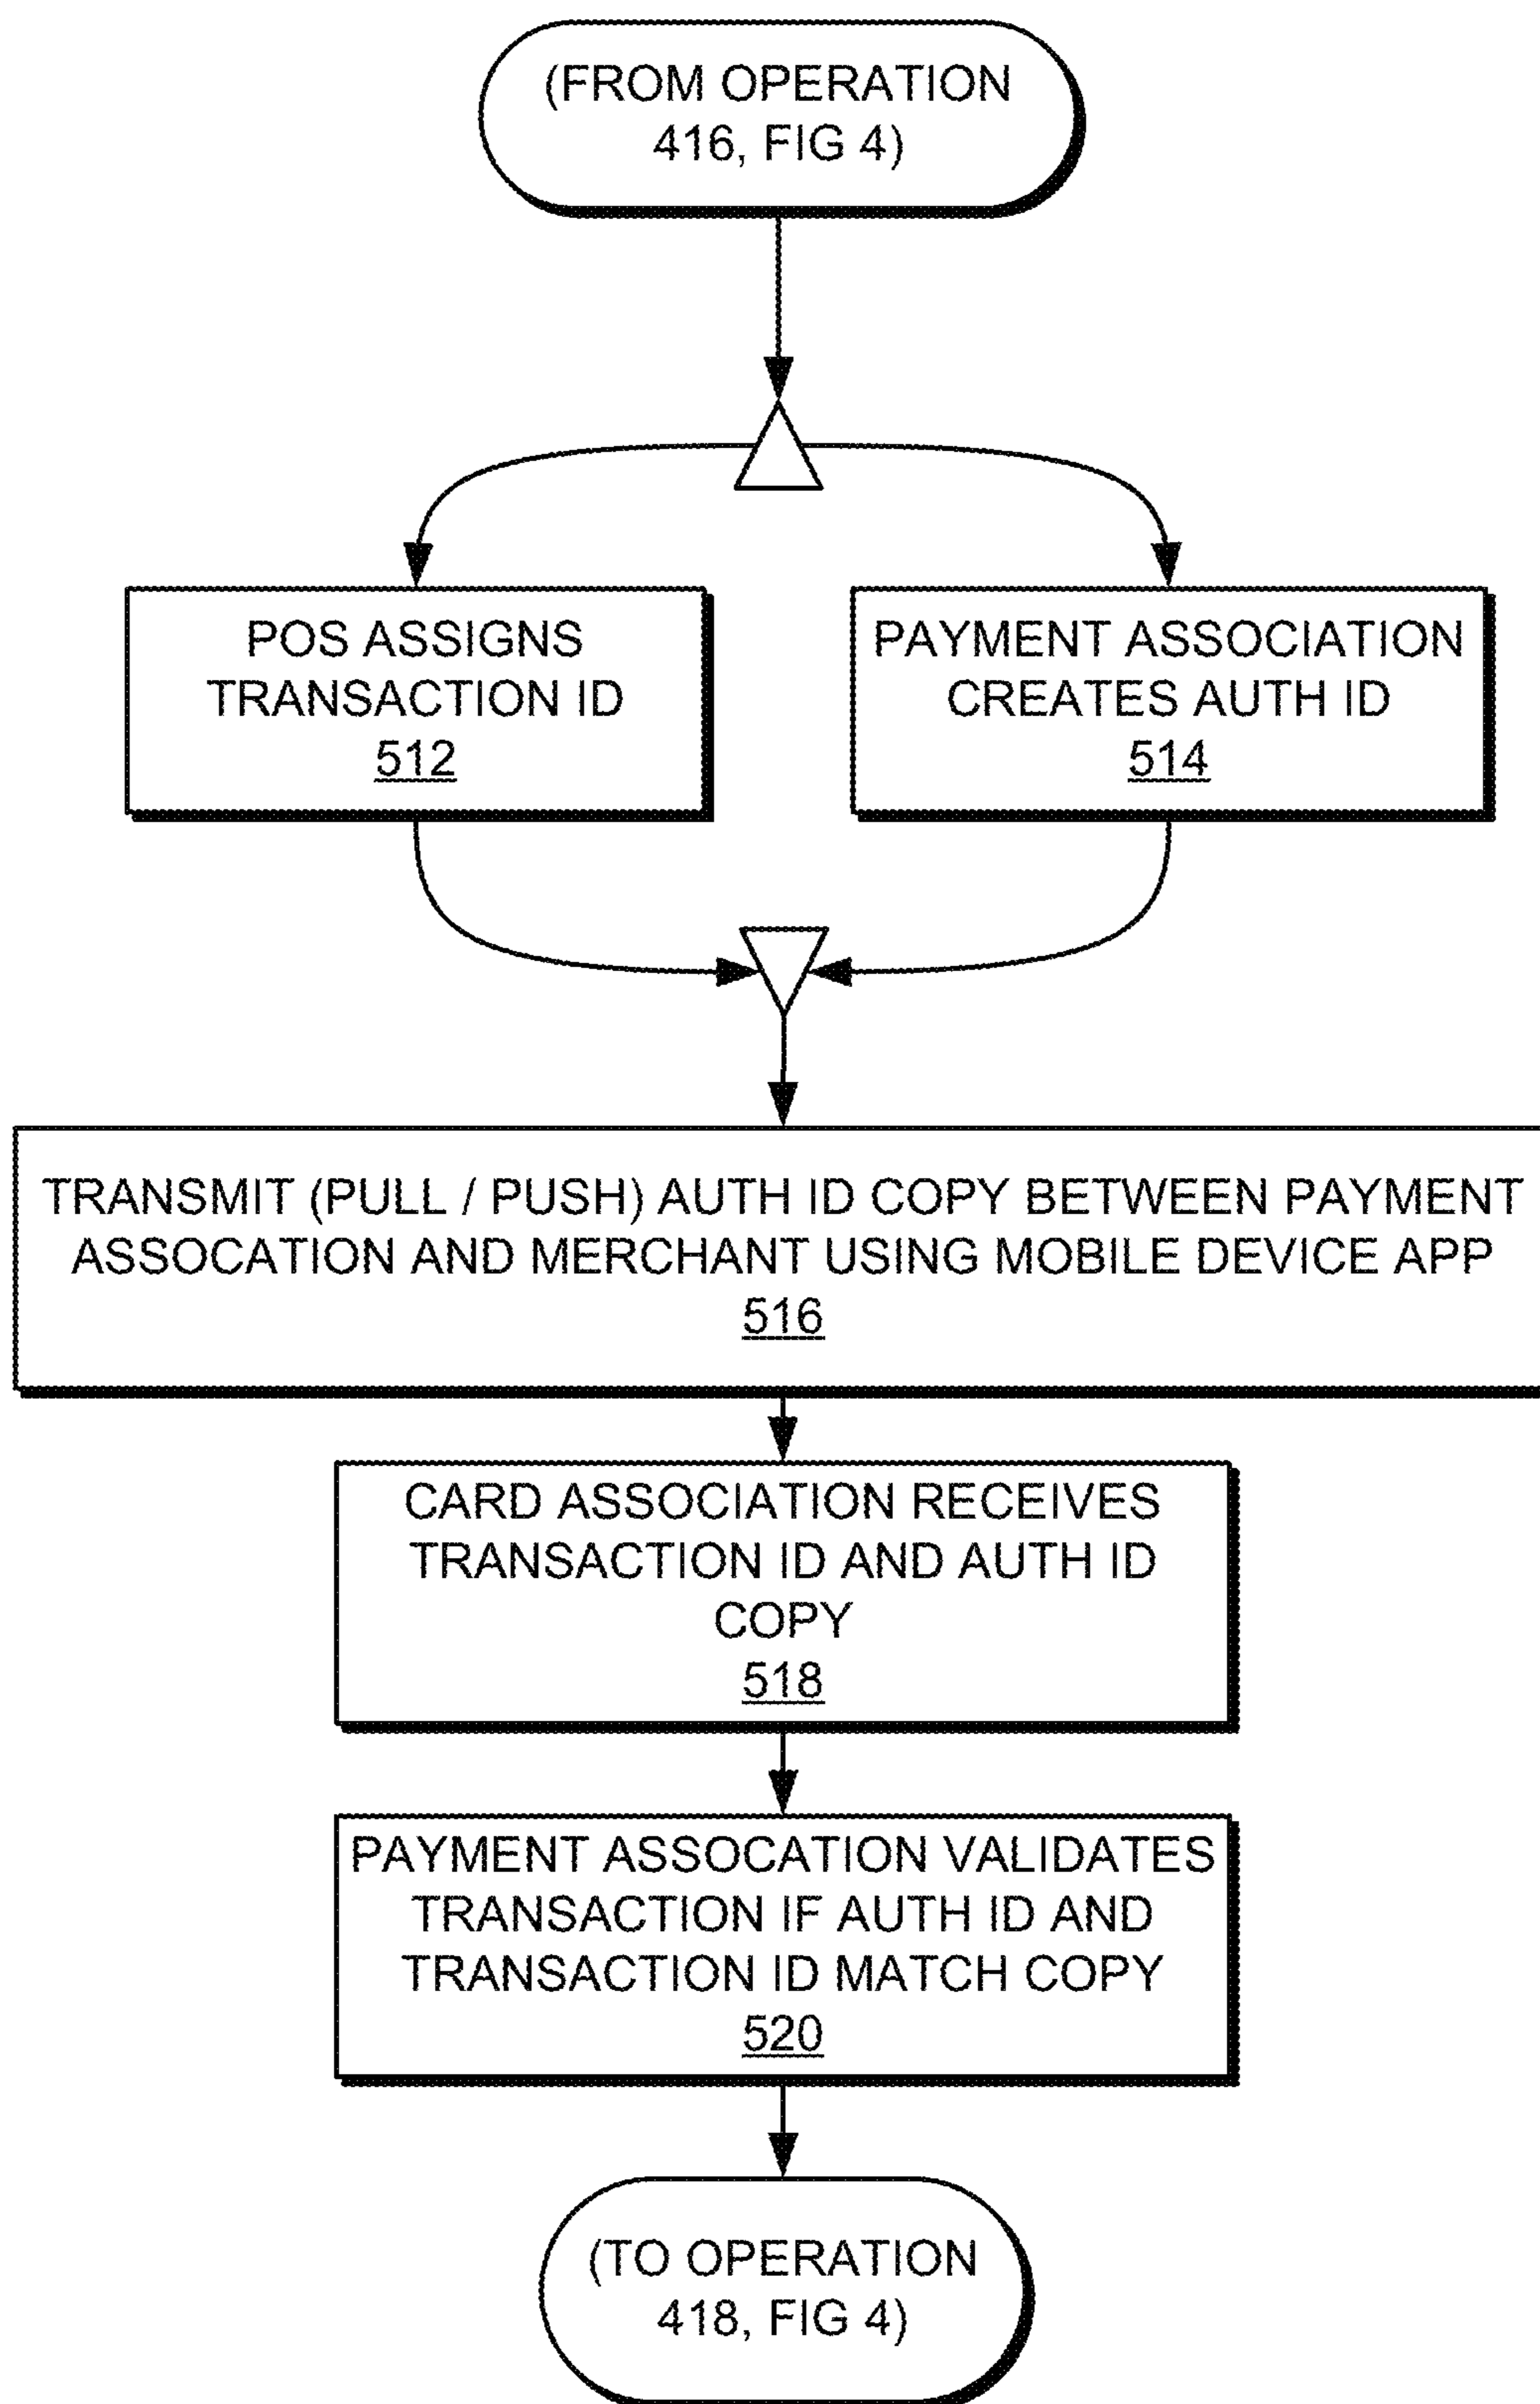 (FROM OPERATION
416, FIG 4)
POS ASSIGNS
TRANSACTION ID
512
PAYMENT ASSOCIATION
CREATES AUTH ID
514
TRANSMIT (PULL / PUSH) AUTH ID COPY BETWEEN PAYMENT
ASSOCATION AND MERCHANT USING MOBILE DEVICE APP
516
CARD ASSOCIATION RECEIVES
TRANSACTION ID AND AUTH ID
COPY
518
PAYMENT ASSOCATION VALIDATES
TRANSACTION IF AUTH ID AND
TRANSACTION ID MATCH COPY
520
(TO OPERATION
418, FIG 4)